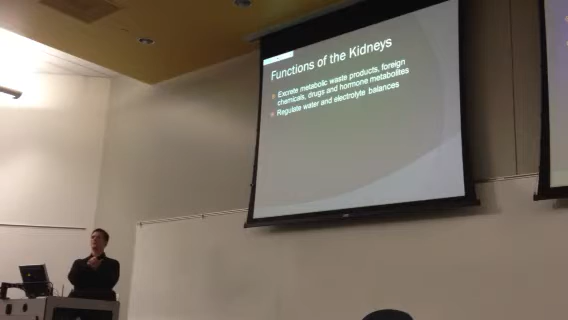 Functions of the Kidneys
Excrete metabolic waste products, foreign
chemicals, drugs and hormone metabolites
Regulate water and electrolyte balances